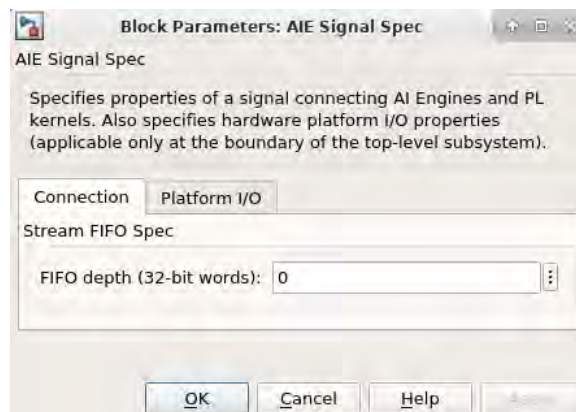 Block Parameters: AIE Signal Spec
AIE Signal Spec
Specifies properties of a signal connecting AI Engines and PL
kernels. Also specifies hardware platform I/O properties
(applicable only at the boundary of the top-level subsystem).
Connection Platform I/O
Stream FIFO Spec
FIFO depth (32-bit words): 0
OK Cancel Help